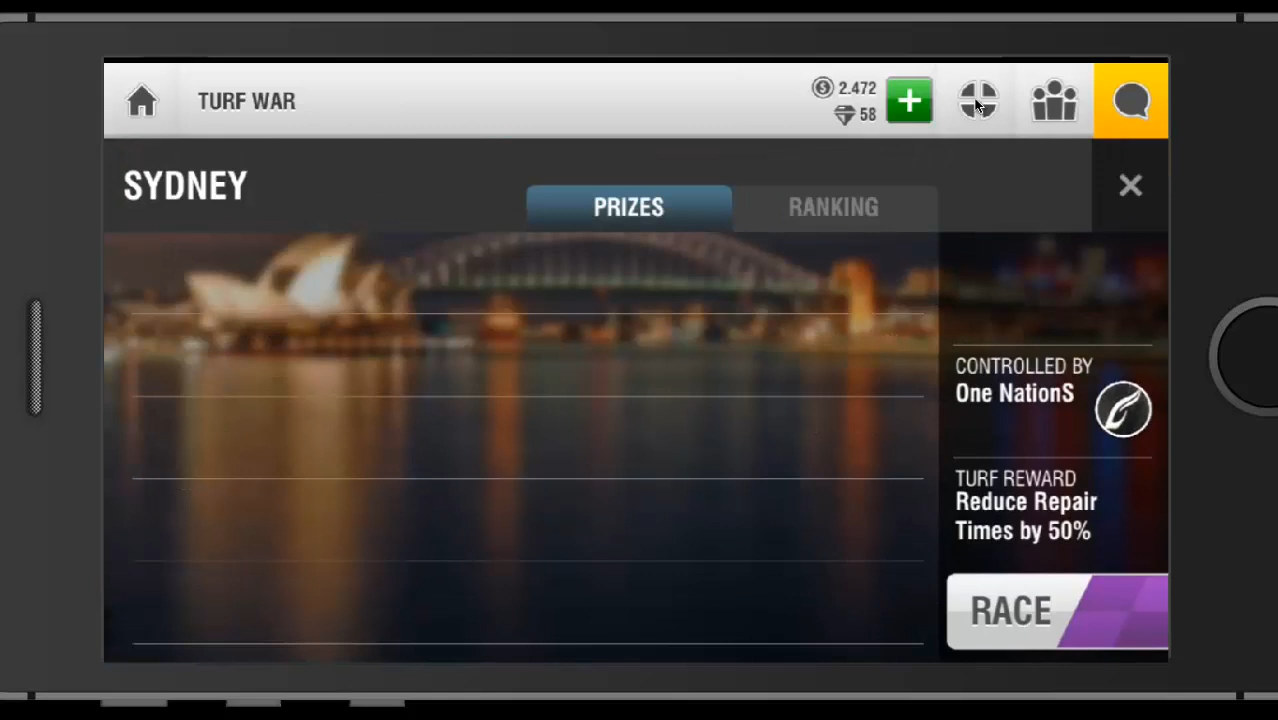 TURF WAR
2.472
58
SYDNEY
PRIZES
RANKING
CONTROLLED BY
One NationS
TURF REWARD
Reduce Repair
Times by 50%
RACE